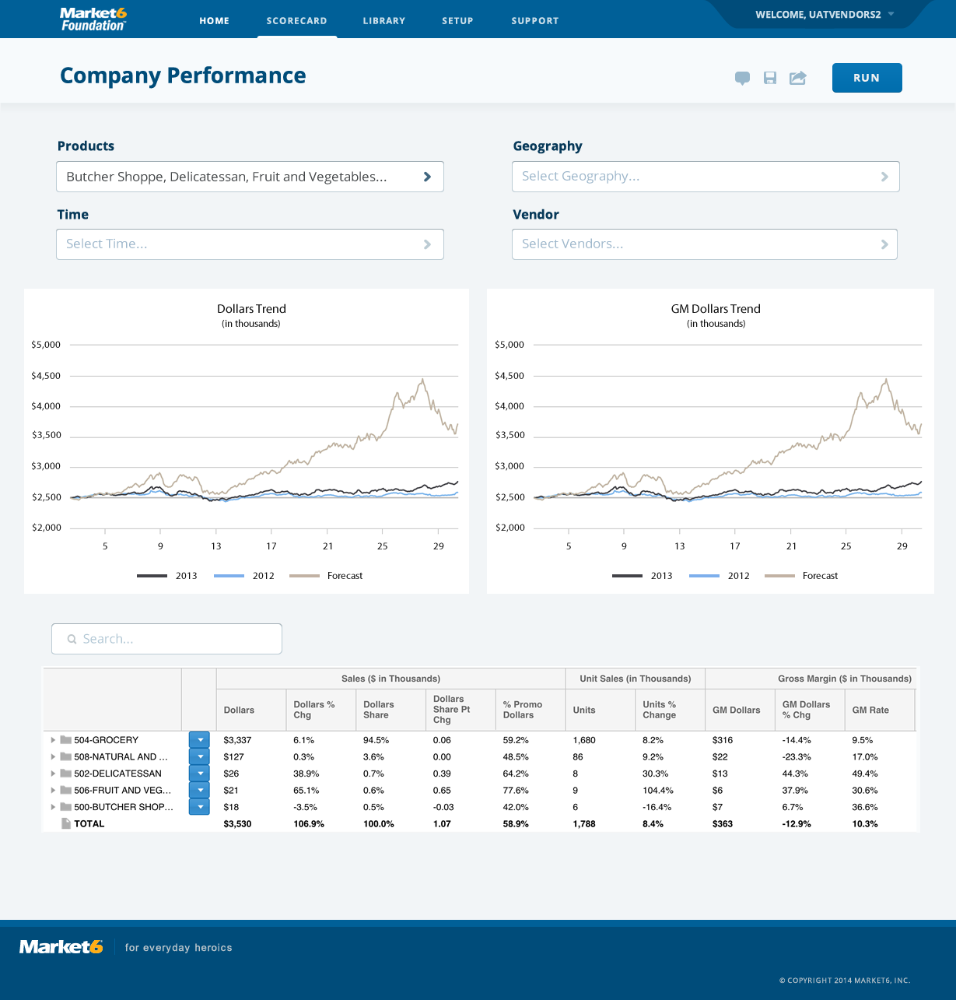 Market6
Foundation™
HOME SCORECARD LIBRARY SETUP SUPPORT
WELCOME, UATVENDORS2
Company Performance
RUN
Products
Geography
Butcher Shoppe, Delicatessan, Fruit and Vegetables...
Select Geography...
Time
Vendor
Select Time...
Select Vendors...
Dollars Trend
(in thousands)
$5,000
$4,500
$4,000
$3,500
$3,000
$2,500
$2,000
5 9 13 17 21 25 29
2013 2012 Forecast
GM Dollars Trend
(in thousands)
$5,000
$4,500
$4,000
$3,500
$3,000
$2,500
$2,000
5 9 13 17 21 25 29
2013 2012 Forecast
Search...
Sales ($ in Thousands) Unit Sales (in Thousands) Gross Margin ($ in Thousands)
Dollars
Dollars %
Chg
Dollars
Share
Dollars
Share Pt
Chg
% Promo
Dollars
Units
Units %
Change
GM Dollars
GM Dollars
% Chg
GM Rate
504-GROCERY $3,337 6.1% 94.5% 0.06 59.2% 1,680 8.2% $316 -14.4% 9.5%
508-NATURAL AND ... $127 0.3% 3.6% 0.00 48.5% 86 9.2% $22 -23.3% 17.0%
502-DELICATESSAN $26 38.9% 0.7% 0.39 64.2% 8 30.3% $13 44.3% 49.4%
506-FRUIT AND VEG... $21 65.1% 0.6% 0.65 77.6% 9 104.4% $6 37.9% 30.6%
500-BUTCHER SHOP... $18 -3.5% 0.5% -0.03 42.0% 6 -16.4% $7 6.7% 36.6%
TOTAL $3,530 106.9% 100.0% 1.07 58.9% 1,788 8.4% $363 -12.9% 10.3%
Market6 for everyday heroics
© COPYRIGHT 2014 MARKET6, INC.